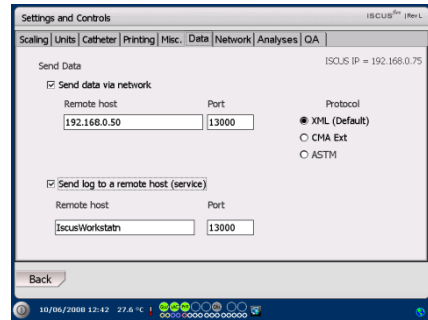 Settings and Controls
ISCUS flex | Rev L
Scaling Units Catheter Printing Misc. Data Network Analyses QA
Send Data
ISCUS IP = 192.168.0.75
Send data via network
Remote host Port Protocol
192.168.0.50 13000 XML (Default)
CMA Ext
ASTM
Send log to a remote host (service)
Remote host Port
IscusWorkstatn 13000
Back
10/06/2008 12:42 27.6 °C